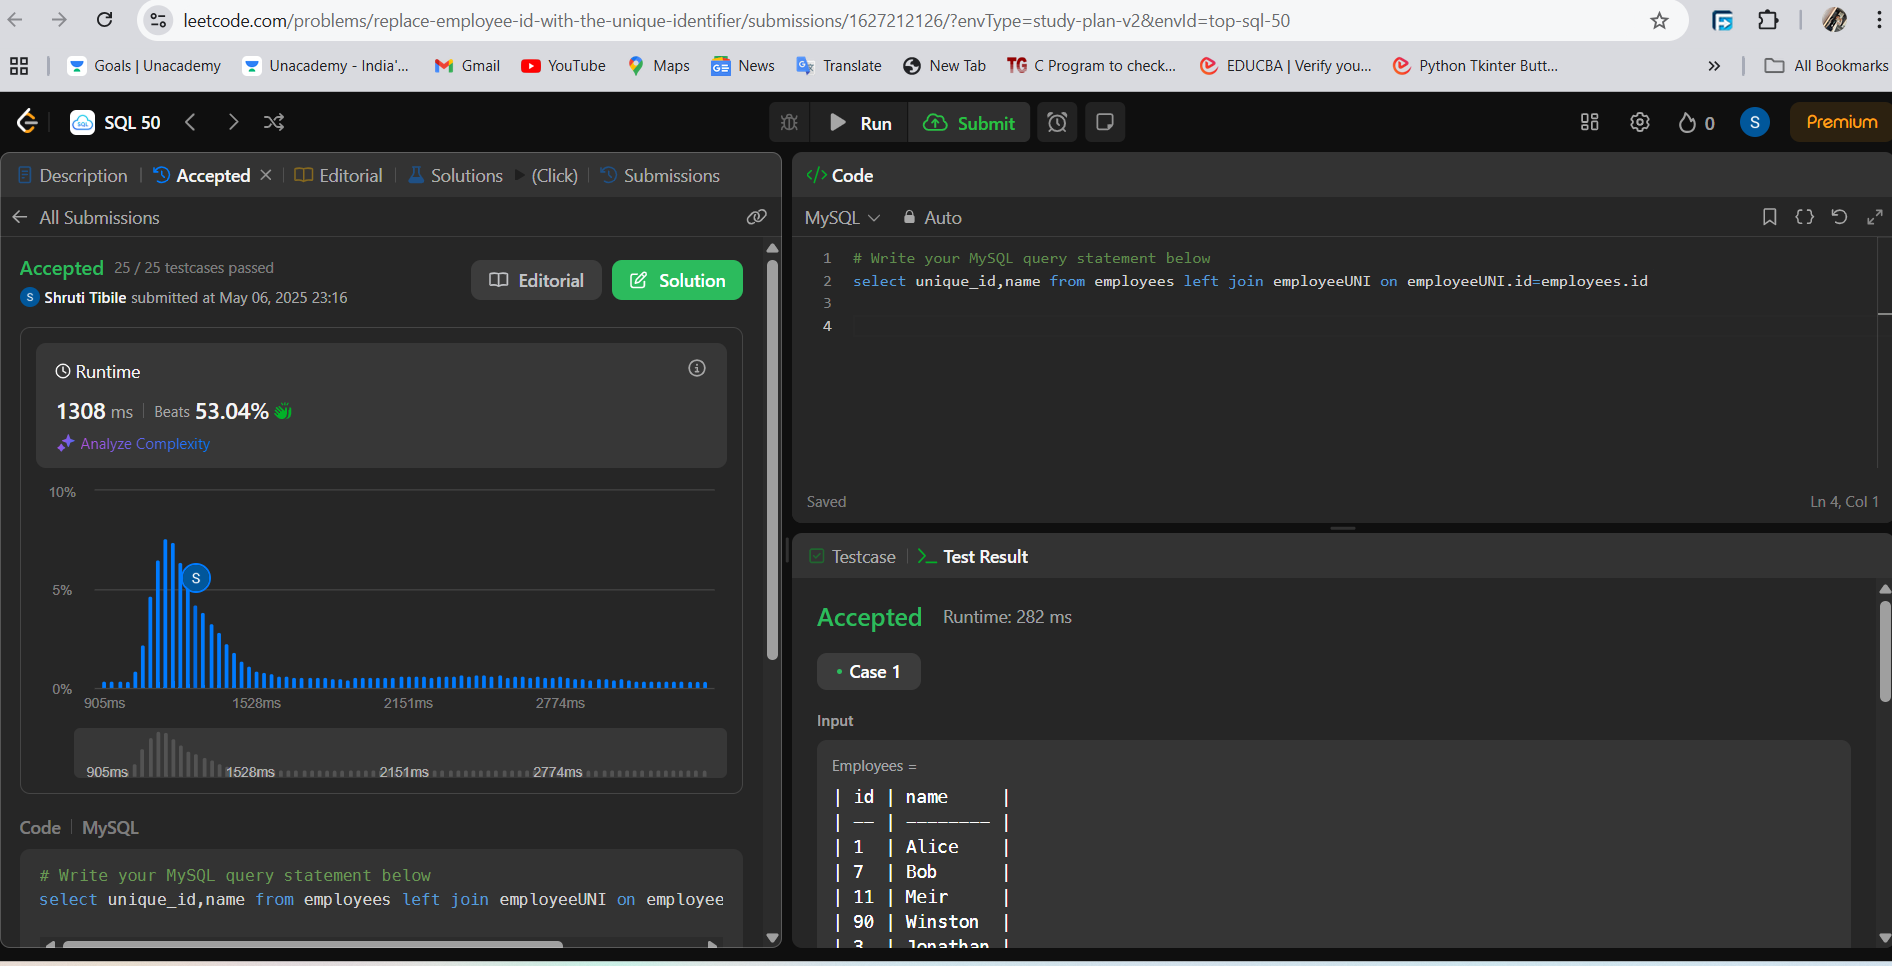 leetcode.com/problems/replace-employee-id-with-the-unique-identifier/submissions/1627212126/?envType=study-plan-v2&envId=top-sql-50
Goals | Unacademy Unacademy - India'... Gmail YouTube Maps News Translate New Tab TG C Program to check... EDUCBA | Verify you... Python Tkinter Butt... » All Bookmarks
SQL 50 Run Submit 0 S Premium
Description Accepted Editorial Solutions (Click) Submissions
All Submissions
Accepted 25 / 25 testcases passed
S Shruti Tibile submitted at May 06, 2025 23:16
Editorial Solution
Runtime
1308 ms Beats 53.04%
Analyze Complexity
10%
S
5%
0%
905ms 1528ms 2151ms 2774ms
905ms 1528ms 2151ms 2774ms
Code MySQL
# Write your MySQL query statement below
select unique_id,name from employees left join employeeUNI on employee
</> Code
MySQL Auto
1 # Write your MySQL query statement below
2 select unique_id,name from employees left join employeeUNI on employeeUNI.id=employees.id
3
4
Saved Ln 4, Col 1
Testcase Test Result
Accepted Runtime: 282 ms
Case 1
Input
Employees =
| id | name |
| -- | -------- |
| 1 | Alice |
| 7 | Bob |
| 11 | Meir |
| 90 | Winston |
| 3 | Jonathan |